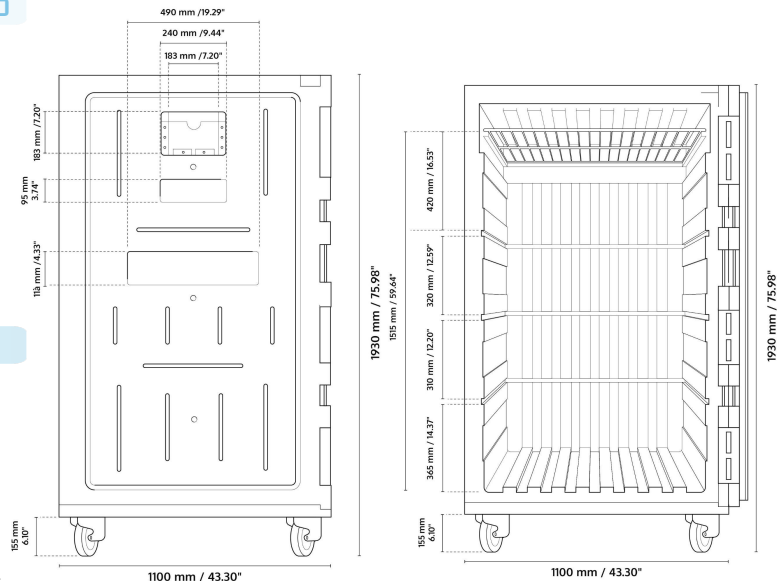 490 mm /19.29"
240 mm /9.44"
183 mm /7.20"
183 mm /7.20"
95 mm
3.74"
11à mm /4.33"
1930 mm / 75.98"
155 mm
6.10"
1100 mm / 43.30"
1515 mm / 59.64"
420 mm / 16.53"
320 mm / 12.59"
310 mm / 12.20"
365 mm / 14.37"
1930 mm / 75.98"
155 mm
6.10"
1100 mm / 43.30"